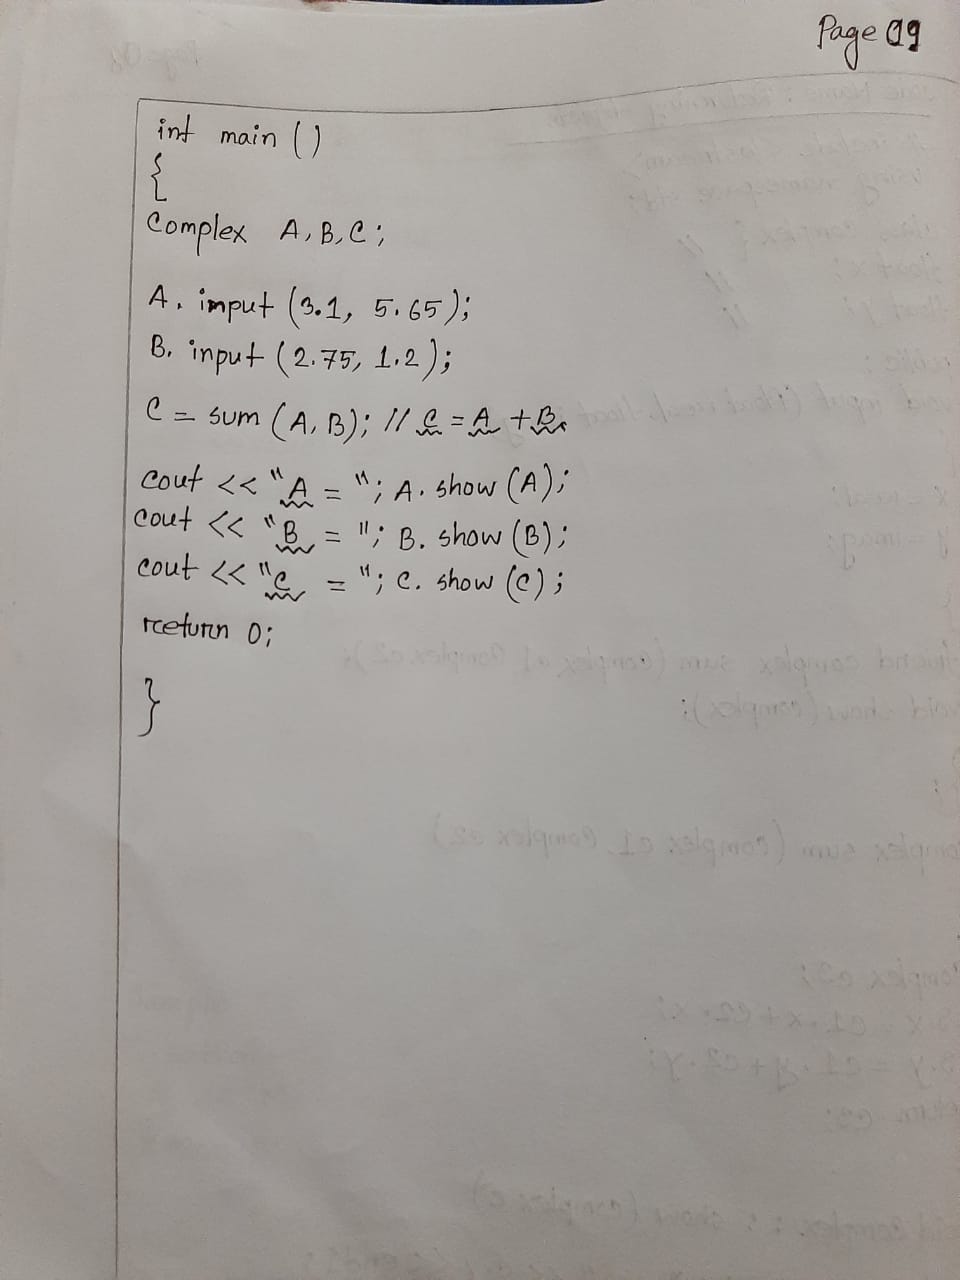 Page 09
int main ()
{
Complex A, B, C;
A. imput (3.1, 5.65);
B. input (2.75, 1.2);
C = sum (A, B); // C = A + B.
cout << "A = "; A. show (A);
cout << "B = "; B. show (B);
cout << "C = "; C. show (C);
return 0;
}